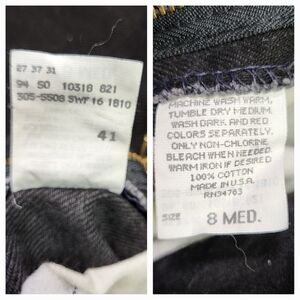 27 37 31
94 SO 10318 821
305-5508 SWF 16 1810
41
MACHINE WASH WARM,
TUMBLE DRY MEDIUM.
WASH DARK AND RED
COLORS SEPARATELY.
ONLY NON-CHLORINE
BLEACH WHEN NEEDED.
WARM IRON IF DESIRED
100% COTTON
MADE IN U.S.A.
RN34763
SIZE 8 MED.